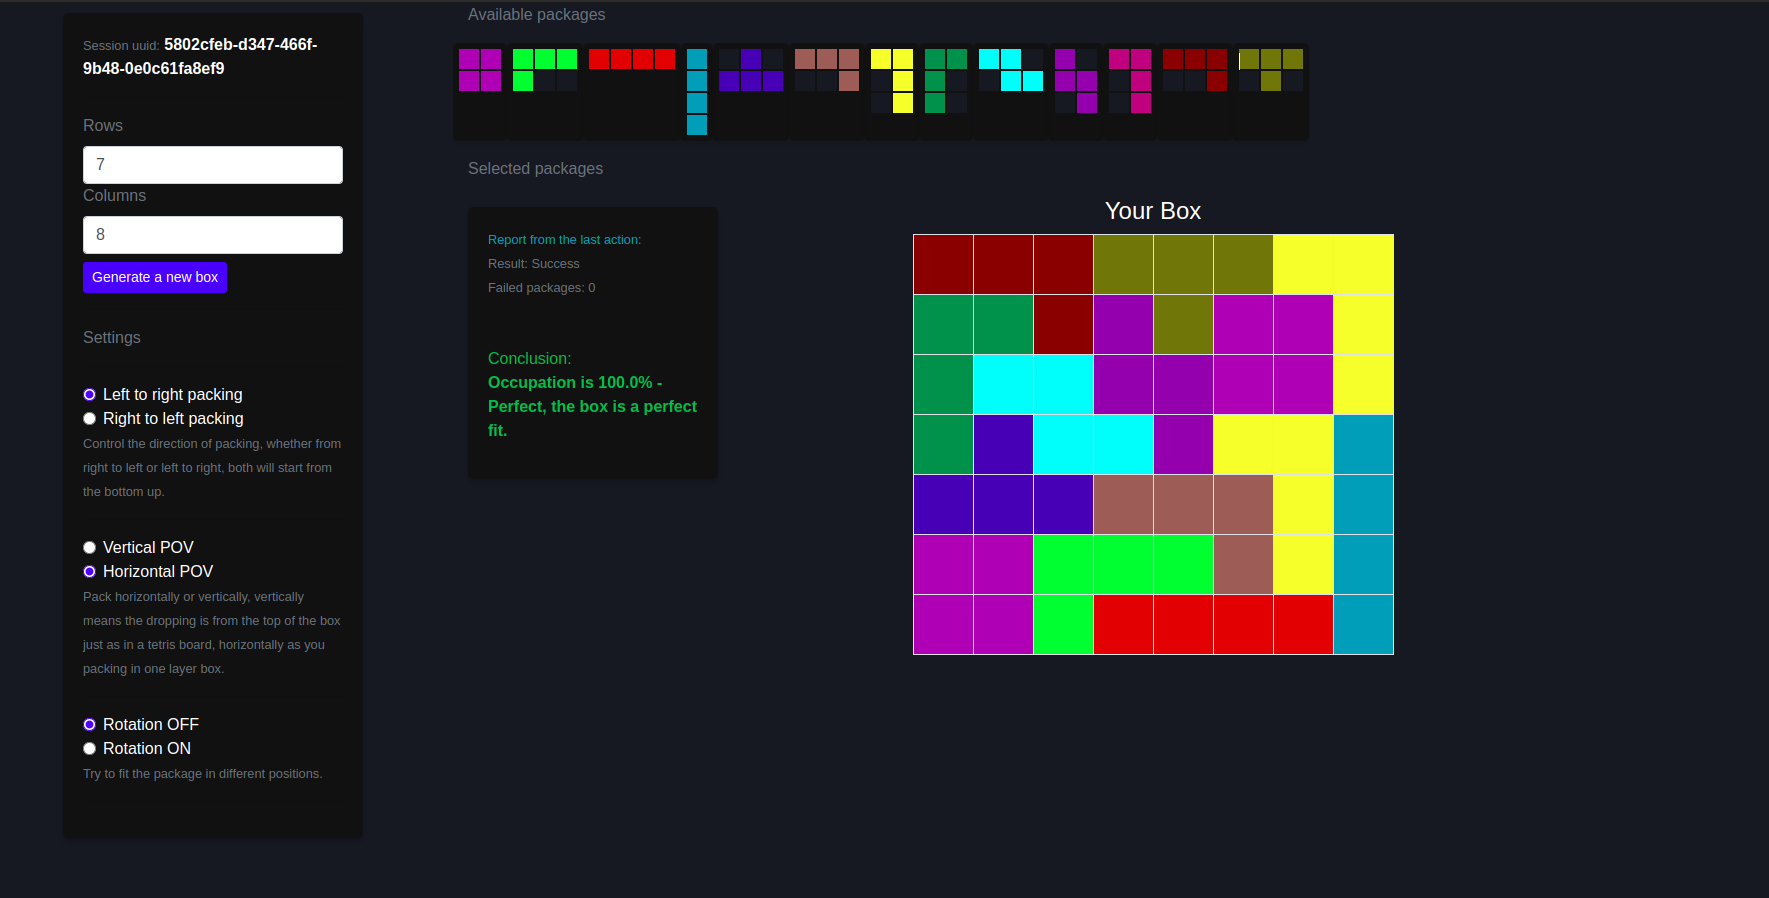 Session uuid: 5802cfeb-d347-466f-
9b48-0e0c61fa8ef9
Rows
7
Columns
8
Generate a new box
Settings
Left to right packing
Right to left packing
Control the direction of packing, whether from
right to left or left to right, both will start from
the bottom up.
Vertical POV
Horizontal POV
Pack horizontally or vertically, vertically
means the dropping is from the top of the box
just as in a tetris board, horizontally as you
packing in one layer box.
Rotation OFF
Rotation ON
Try to fit the package in different positions.
Available packages
Selected packages
Report from the last action:
Result: Success
Failed packages: 0
Conclusion:
Occupation is 100.0% -
Perfect, the box is a perfect
fit.
Your Box